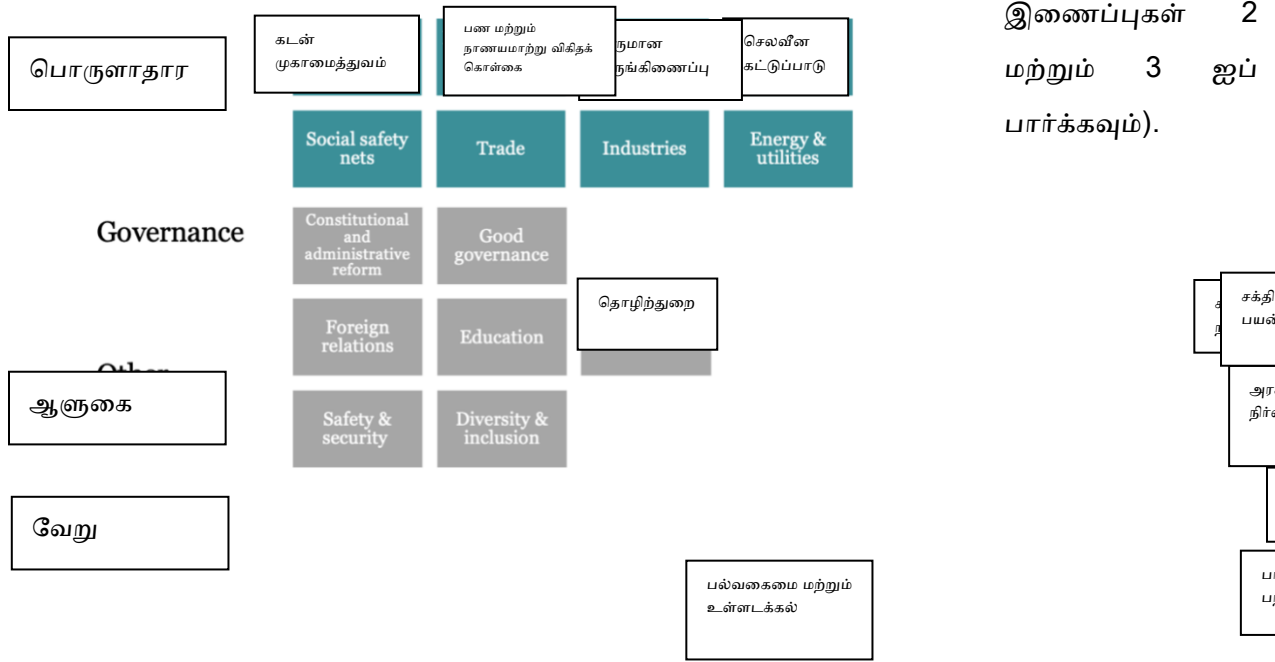 இணைப்புகள் 2
மற்றும் 3 ஐப்
பார்க்கவும்).
பொருளாதார
கடன்
முகாமைத்துவம்
பண மற்றும்
நாணயமாற்று விகிதக்
கொள்கை
செலவீன
கட்டுப்பாடு
Social safety
nets
Trade
Industries
Energy &
utilities
Governance
Constitutional
and
administrative
reform
Good
governance
தொழிற்துறை
Foreign
relations
Education
ஆளுகை
Safety &
security
Diversity &
inclusion
வேறு
பல்வகைமை மற்றும்
உள்ளடக்கல்
சக்தி